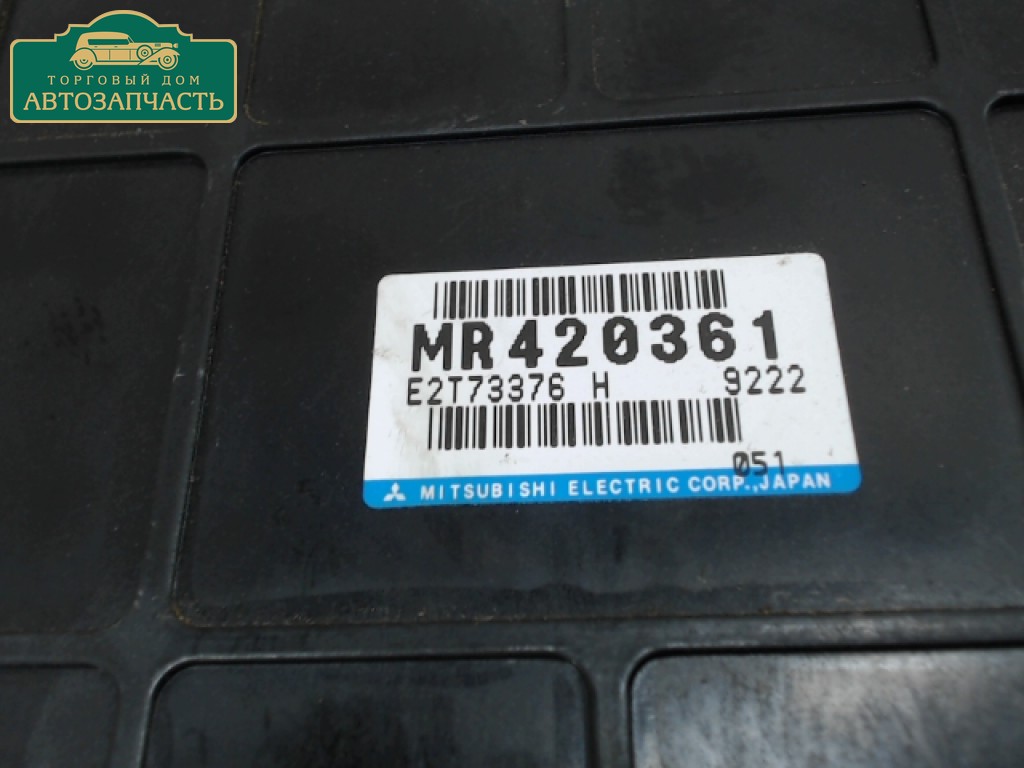 ТОРГОВЫЙ ДОМ
АВТОЗАПЧАСТЬ
MR420361
E2T73376 H 9222
051
MITSUBISHI ELECTRIC CORP., JAPAN